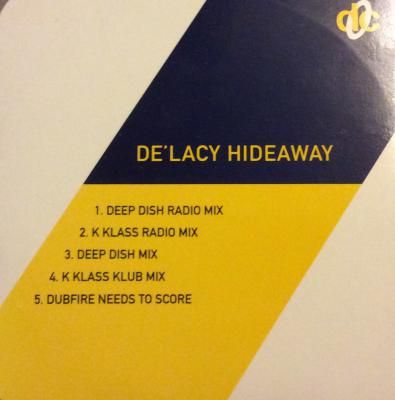 dc
DE'LACY HIDEAWAY
1. DEEP DISH RADIO MIX
2. K KLASS RADIO MIX
3. DEEP DISH MIX
4. K KLASS KLUB MIX
5. DUBFIRE NEEDS TO SCORE